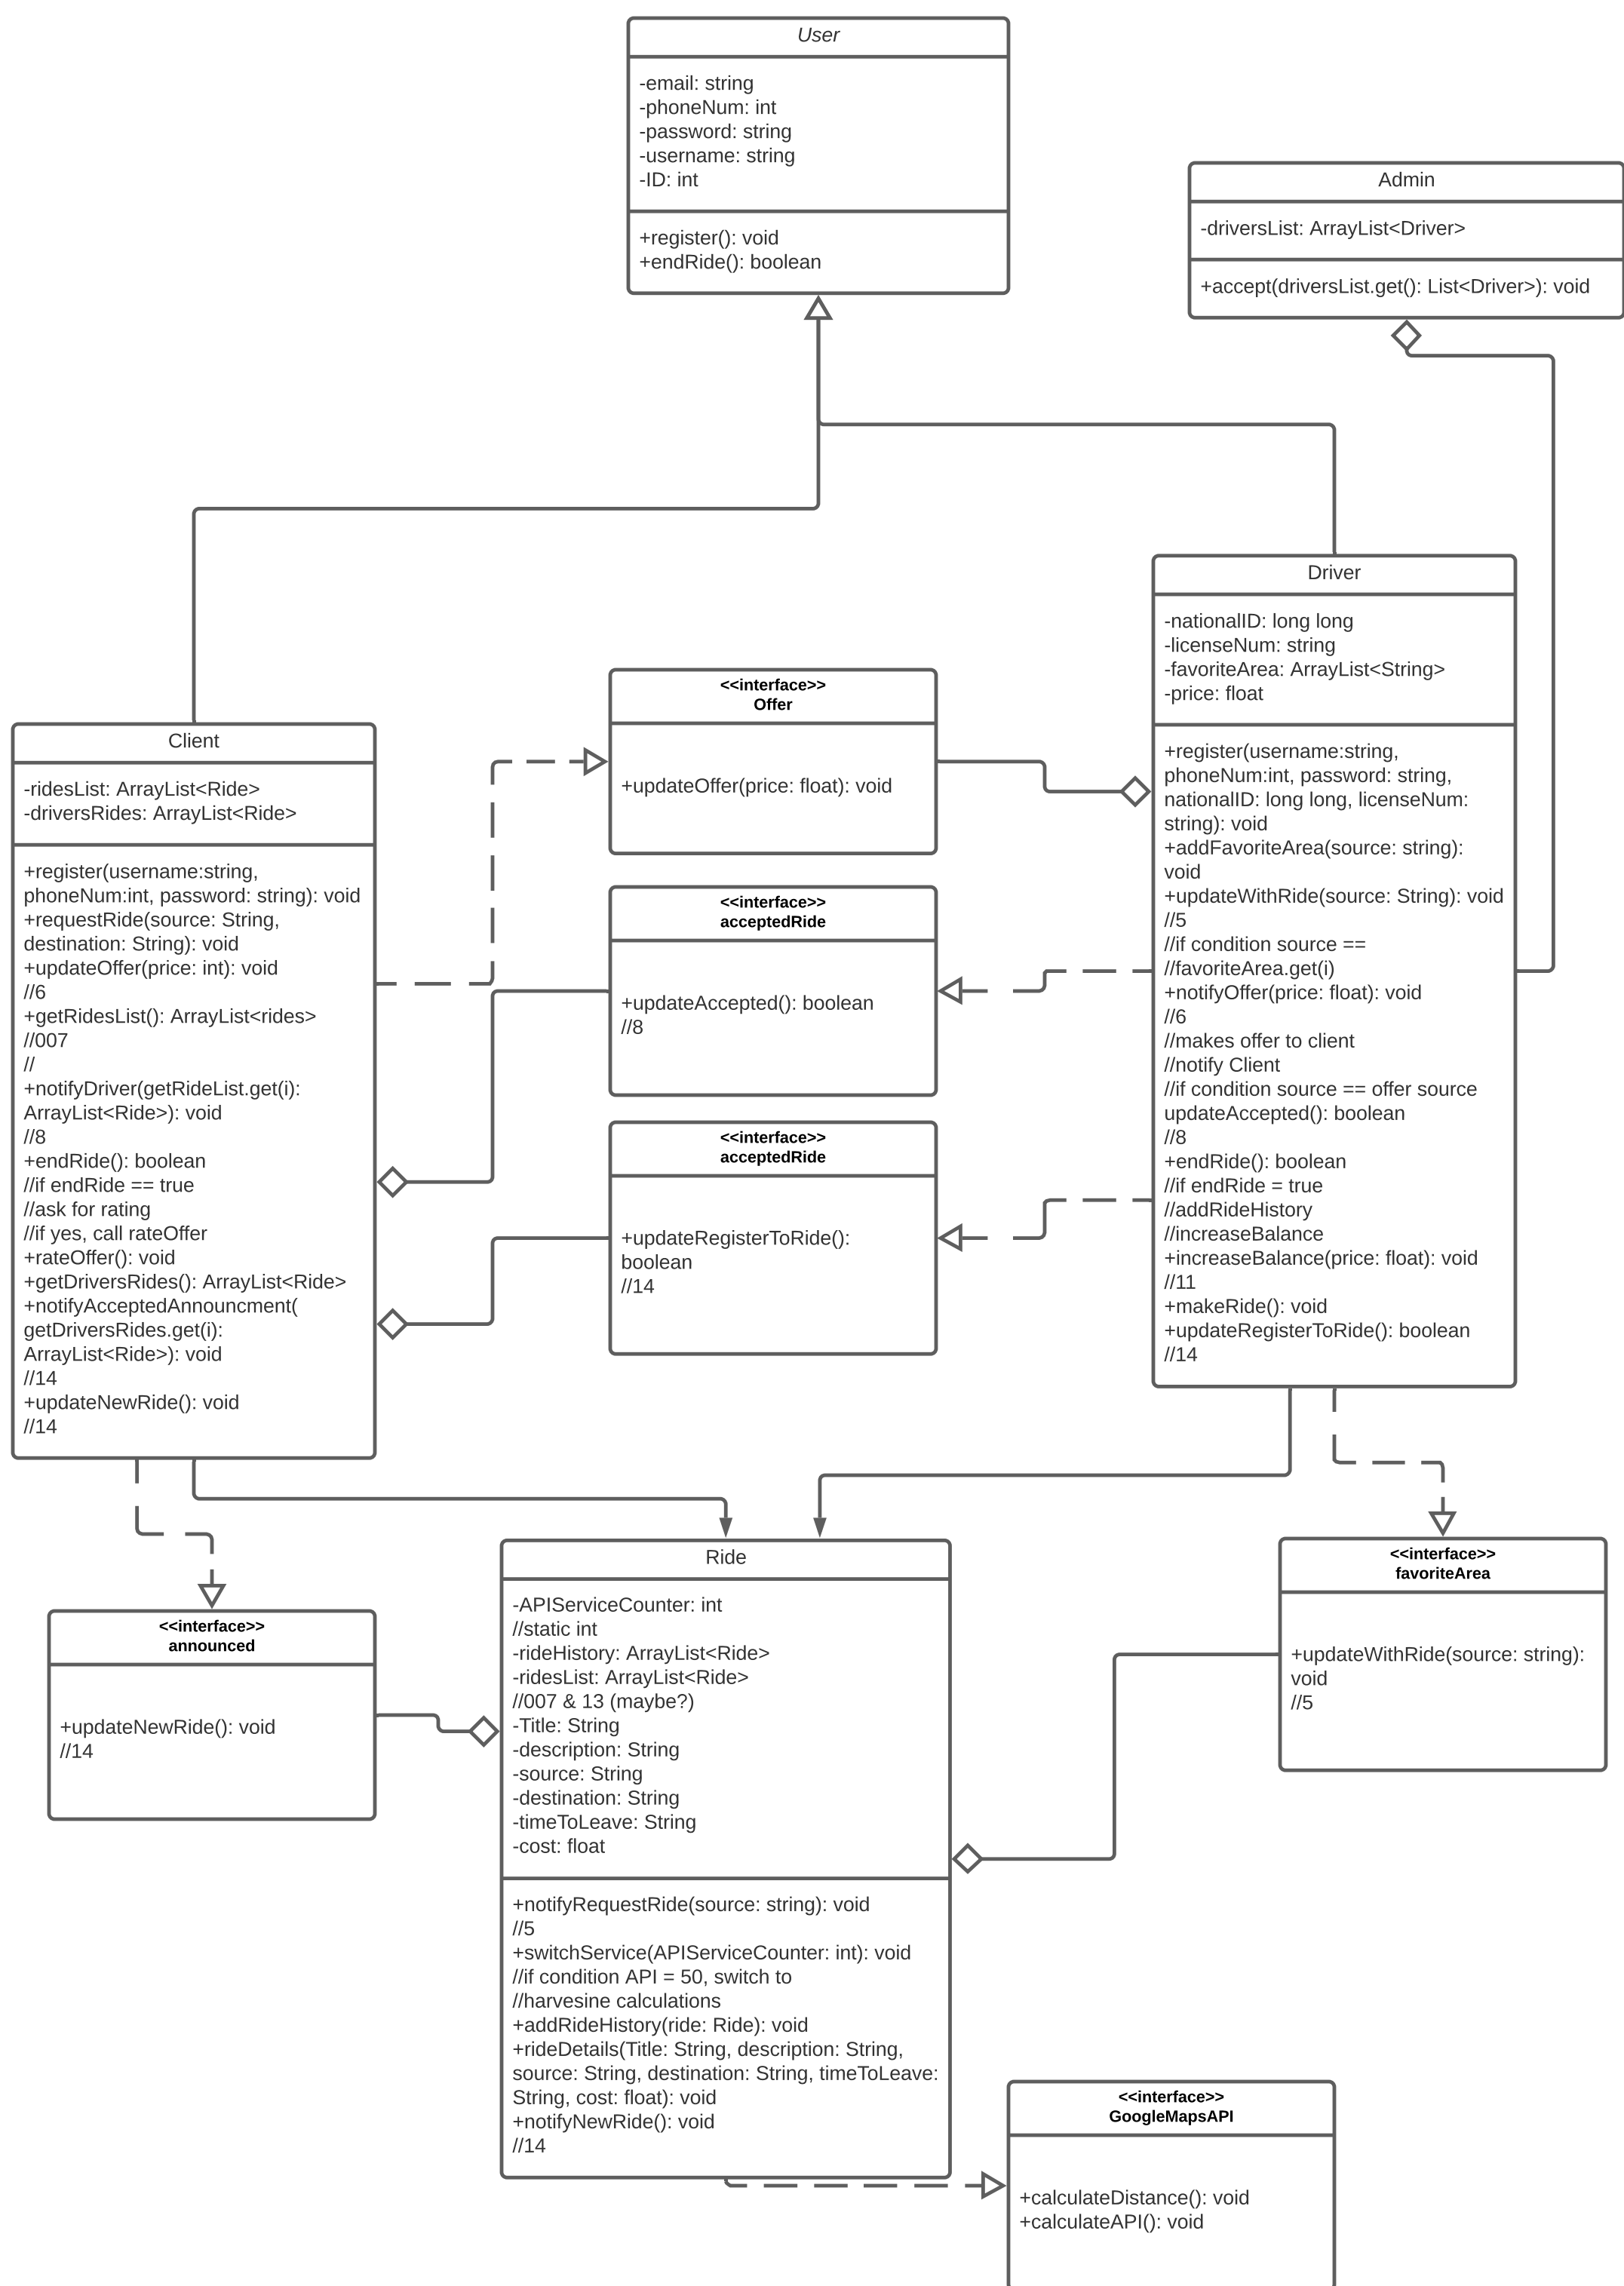 User
-email: string
-phoneNum: int
-password: string
-username: string
-ID: int
+register(): void
+endRide(): boolean
Admin
-driversList: ArrayList<Driver>
+accept(driversList.get(): List<Driver>): void
Driver
-nationalID: long long
-licenseNum: string
-favoriteArea: ArrayList<String>
-price: float
+register(username:string,
phoneNum:int, password: string,
nationalID: long long, licenseNum:
string): void
+addFavoriteArea(source: string):
void
+updateWithRide(source: String): void
//5
//if condition source ==
//favoriteArea.get(i)
+notifyOffer(price: float): void
//6
//makes offer to client
//notify Client
//if condition source == offer source
updateAccepted(): boolean
//8
+endRide(): boolean
//if endRide = true
//addRideHistory
//increaseBalance
+increaseBalance(price: float): void
//11
+makeRide(): void
+updateRegisterToRide(): boolean
//14
<<interface>>
Offer
+updateOffer(price: float): void
Client
-ridesList: ArrayList<Ride>
-driversRides: ArrayList<Ride>
+register(username:string,
phoneNum:int, password: string): void
+requestRide(source: String,
destination: String): void
+updateOffer(price: int): void
//6
+getRidesList(): ArrayList<rides>
//007
//
+notifyDriver(getRideList.get(i):
ArrayList<Ride>): void
//8
+endRide(): boolean
//if endRide == true
//ask for rating
//if yes, call rateOffer
+rateOffer(): void
+getDriversRides(): ArrayList<Ride>
+notifyAcceptedAnnouncment(
getDriversRides.get(i):
ArrayList<Ride>): void
//14
+updateNewRide(): void
//14
<<interface>>
acceptedRide
+updateAccepted(): boolean
//8
<<interface>>
acceptedRide
+updateRegisterToRide():
boolean
//14
<<interface>>
announced
+updateNewRide(): void
//14
Ride
-APIServiceCounter: int
//static int
-rideHistory: ArrayList<Ride>
-ridesList: ArrayList<Ride>
//007 & 13 (maybe?)
-Title: String
-description: String
-source: String
-destination: String
-timeToLeave: String
-cost: float
+notifyRequestRide(source: string): void
//5
+switchService(APIServiceCounter: int): void
//if condition API = 50, switch to
//harvesine calculations
+addRideHistory(ride: Ride): void
+rideDetails(Title: String, description: String,
source: String, destination: String, timeToLeave:
String, cost: float): void
+notifyNewRide(): void
//14
<<interface>>
favoriteArea
+updateWithRide(source: string):
void
//5
<<interface>>
GoogleMapsAPI
+calculateDistance(): void
+calculateAPI(): void